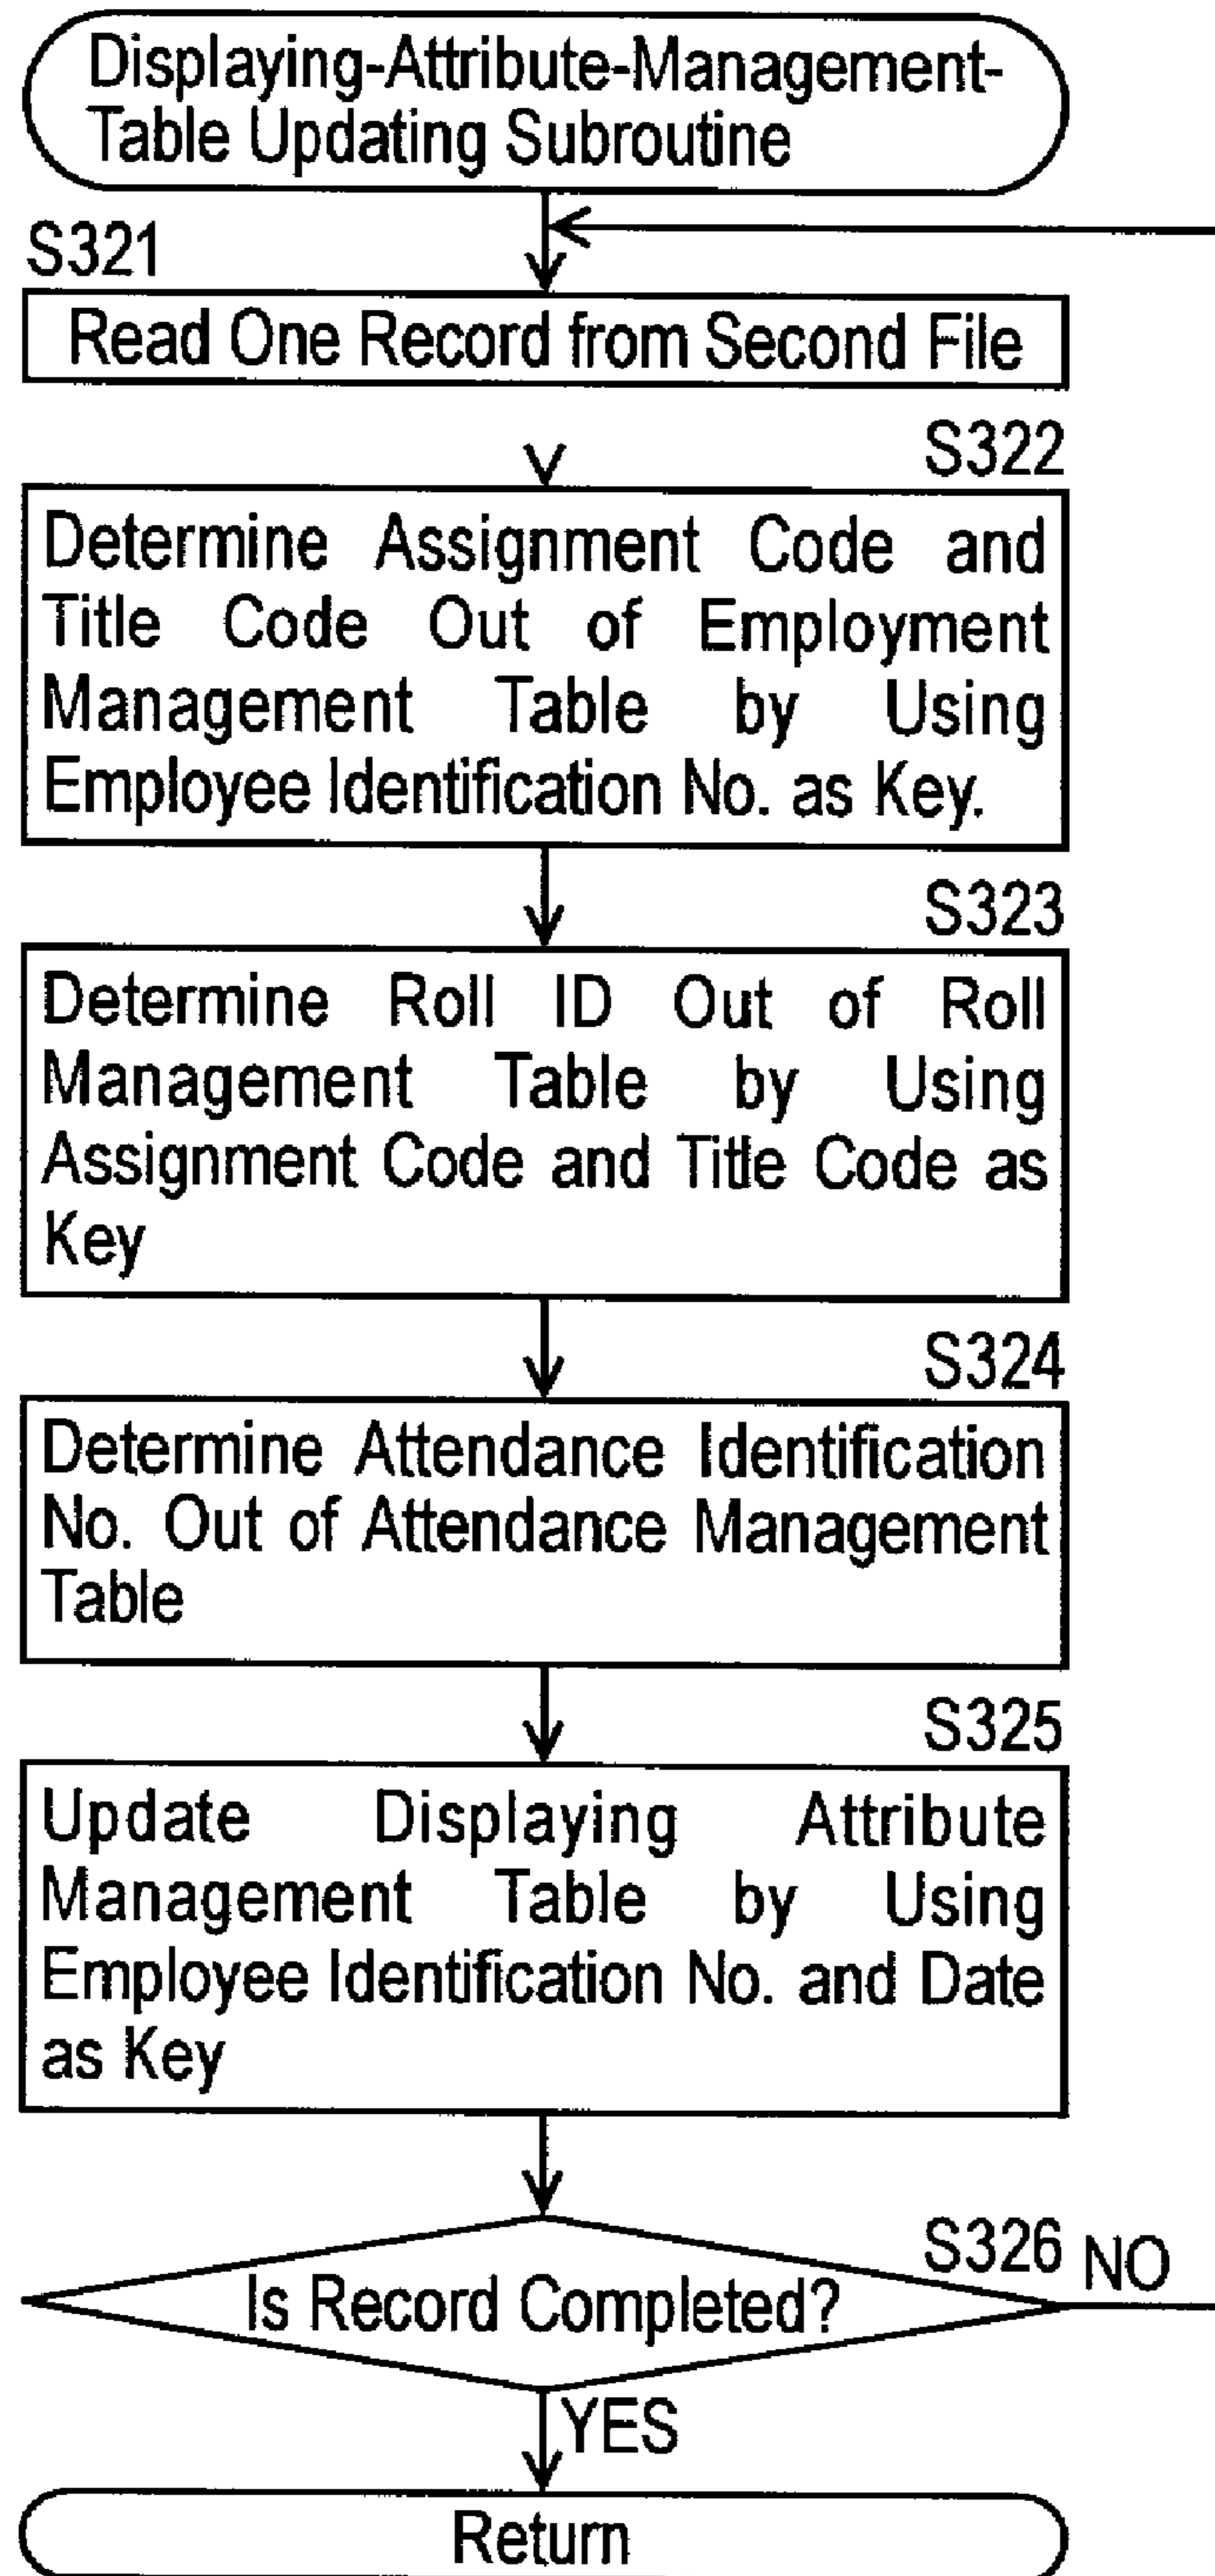 Displaying-Attribute-Management-
Table Updating Subroutine
S321
Read One Record from Second File
S322
Determine Assignment Code and
Title Code Out of Employment
Management Table by Using
Employee Identification No. as Key.
S323
Determine Roll ID Out of Roll
Management Table by Using
Assignment Code and Title Code as
Key
S324
Determine Attendance Identification
No. Out of Attendance Management
Table
S325
Update Displaying Attribute
Management Table by Using
Employee Identification No. and Date
as Key
S326 NO
Is Record Completed?
YES
Return